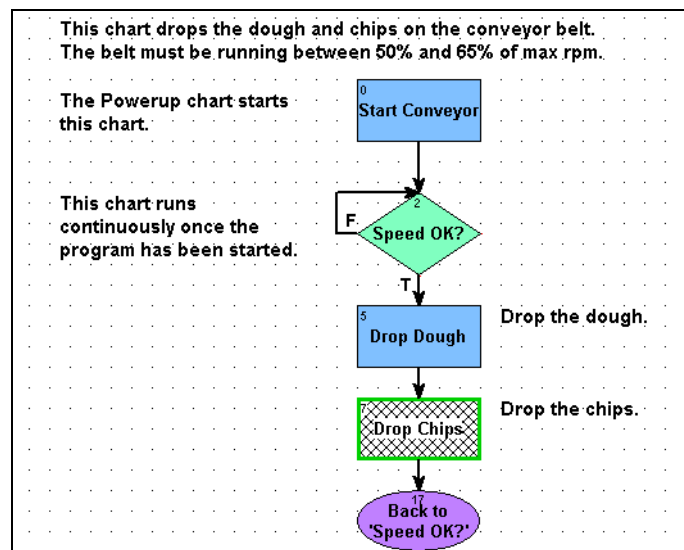 This chart drops the dough and chips on the conveyor belt.
The belt must be running between 50% and 65% of max rpm.
The Powerup chart starts
this chart.
0
Start Conveyor
This chart runs
continuously once the
program has been started.
2
F
Speed OK?
T
5
Drop Dough
Drop the dough.
7
Drop Chips
Drop the chips.
17
Back to
'Speed OK?'